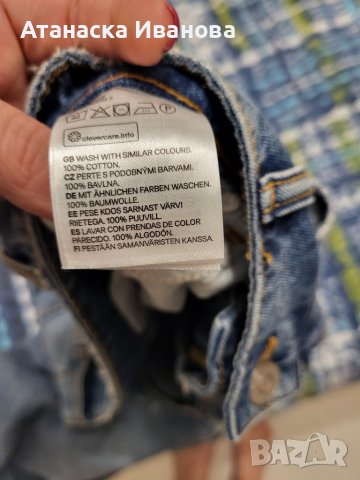 Атанаска Иванова
30
P
clevercare.info
GB WASH WITH SIMILAR COLOURS.
100% COTTON.
CZ PERTE S PODOBNÝMI BARVAMI.
100% BAVLNA.
DE MIT ÄHNLICHEN FARBEN WASCHEN.
100% BAUMWOLLE.
EE PESE KOOS SARNAST VÄRVI
RIETEGA. 100% PUUVILL.
ES LAVAR CON PRENDAS DE COLOR
PARECIDO. 100% ALGODÓN.
FI PESTÄÄN SAMANVÄRISTEN KANSSA.
BAZAR
bg